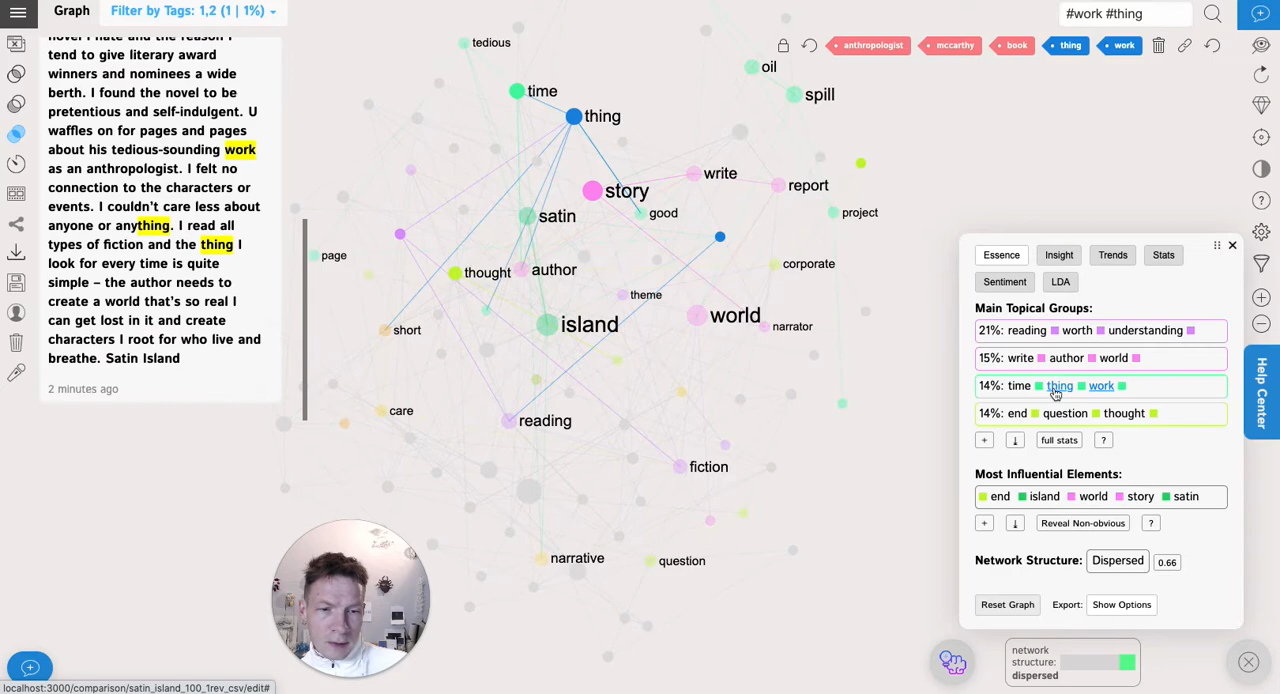 Graph
Filter by Tags: 1,2 (1 | 1%)
#work #thing
anthropologist
mccarthy
book
thing
work
novel I hate and the reason I
tend to give literary award
winners and nominees a wide
berth. I found the novel to be
pretentious and self-indulgent. U
waffles on for pages and pages
about his tedious-sounding work
as an anthropologist. I felt no
connection to the characters or
events. I couldn't care less about
anyone or anything. I read all
types of fiction and the thing I
look for every time is quite
simple – the author needs to
create a world that's so real I
can get lost in it and create
characters I root for who live and
breathe. Satin Island
2 minutes ago
tedious
time
thing
oil
spill
write
story
report
satin
good
project
page
thought
author
corporate
theme
short
island
world
narrator
care
reading
fiction
narrative
question
Essence
Insight
Trends
Stats
Sentiment
LDA
Main Topical Groups:
21%: reading worth understanding
15%: write author world
14%: time thing work
14%: end question thought
+
full stats
?
Most Influential Elements:
end island world story satin
+
Reveal Non-obvious
?
Network Structure: Dispersed 0.66
Reset Graph
Export:
Show Options
Help Center
network
structure:
dispersed
localhost:3000/comparison/satin_island_100_1rev_csv/edit#